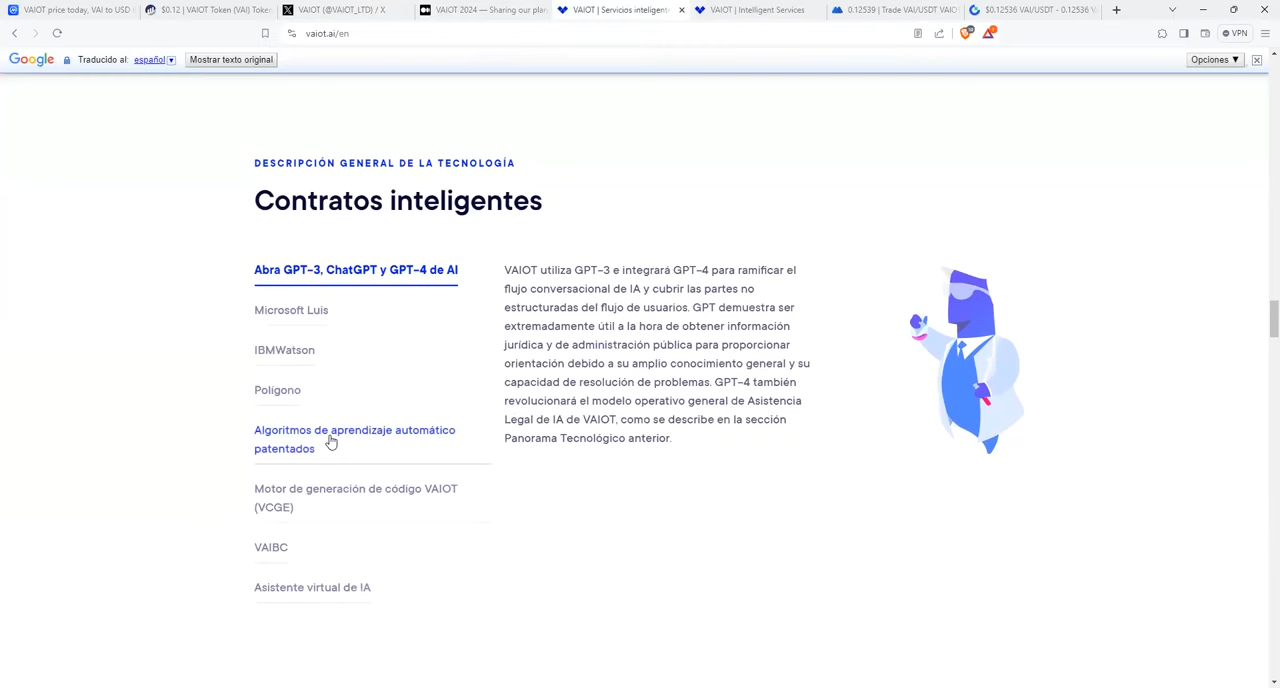 VAIOT price today, VAI to USD l
$0.12 | VAIOT Token (VAI) Token
VAIOT (@VAIOT_LTD) / X
VAIOT 2024 — Sharing our plan
VAIOT | Servicios inteligent
VAIOT | Intelligent Services
0.12539 | Trade VAI/USDT VAIO
$0.12536 VAI/USDT - 0.12536 V
vaiot.ai/en
VPN
Google
Traducido al: español
Mostrar texto original
Opciones ▼
DESCRIPCIÓN GENERAL DE LA TECNOLOGÍA
Contratos inteligentes
Abra GPT-3, ChatGPT y GPT-4 de AI
Microsoft Luis
IBMWatson
Polígono
Algoritmos de aprendizaje automático
patentados
Motor de generación de código VAIOT
(VCGE)
VAIBC
Asistente virtual de IA
VAIOT utiliza GPT-3 e integrará GPT-4 para ramificar el
flujo conversacional de IA y cubrir las partes no
estructuradas del flujo de usuarios. GPT demuestra ser
extremadamente útil a la hora de obtener información
jurídica y de administración pública para proporcionar
orientación debido a su amplio conocimiento general y su
capacidad de resolución de problemas. GPT-4 también
revolucionará el modelo operativo general de Asistencia
Legal de IA de VAIOT, como se describe en la sección
Panorama Tecnológico anterior.